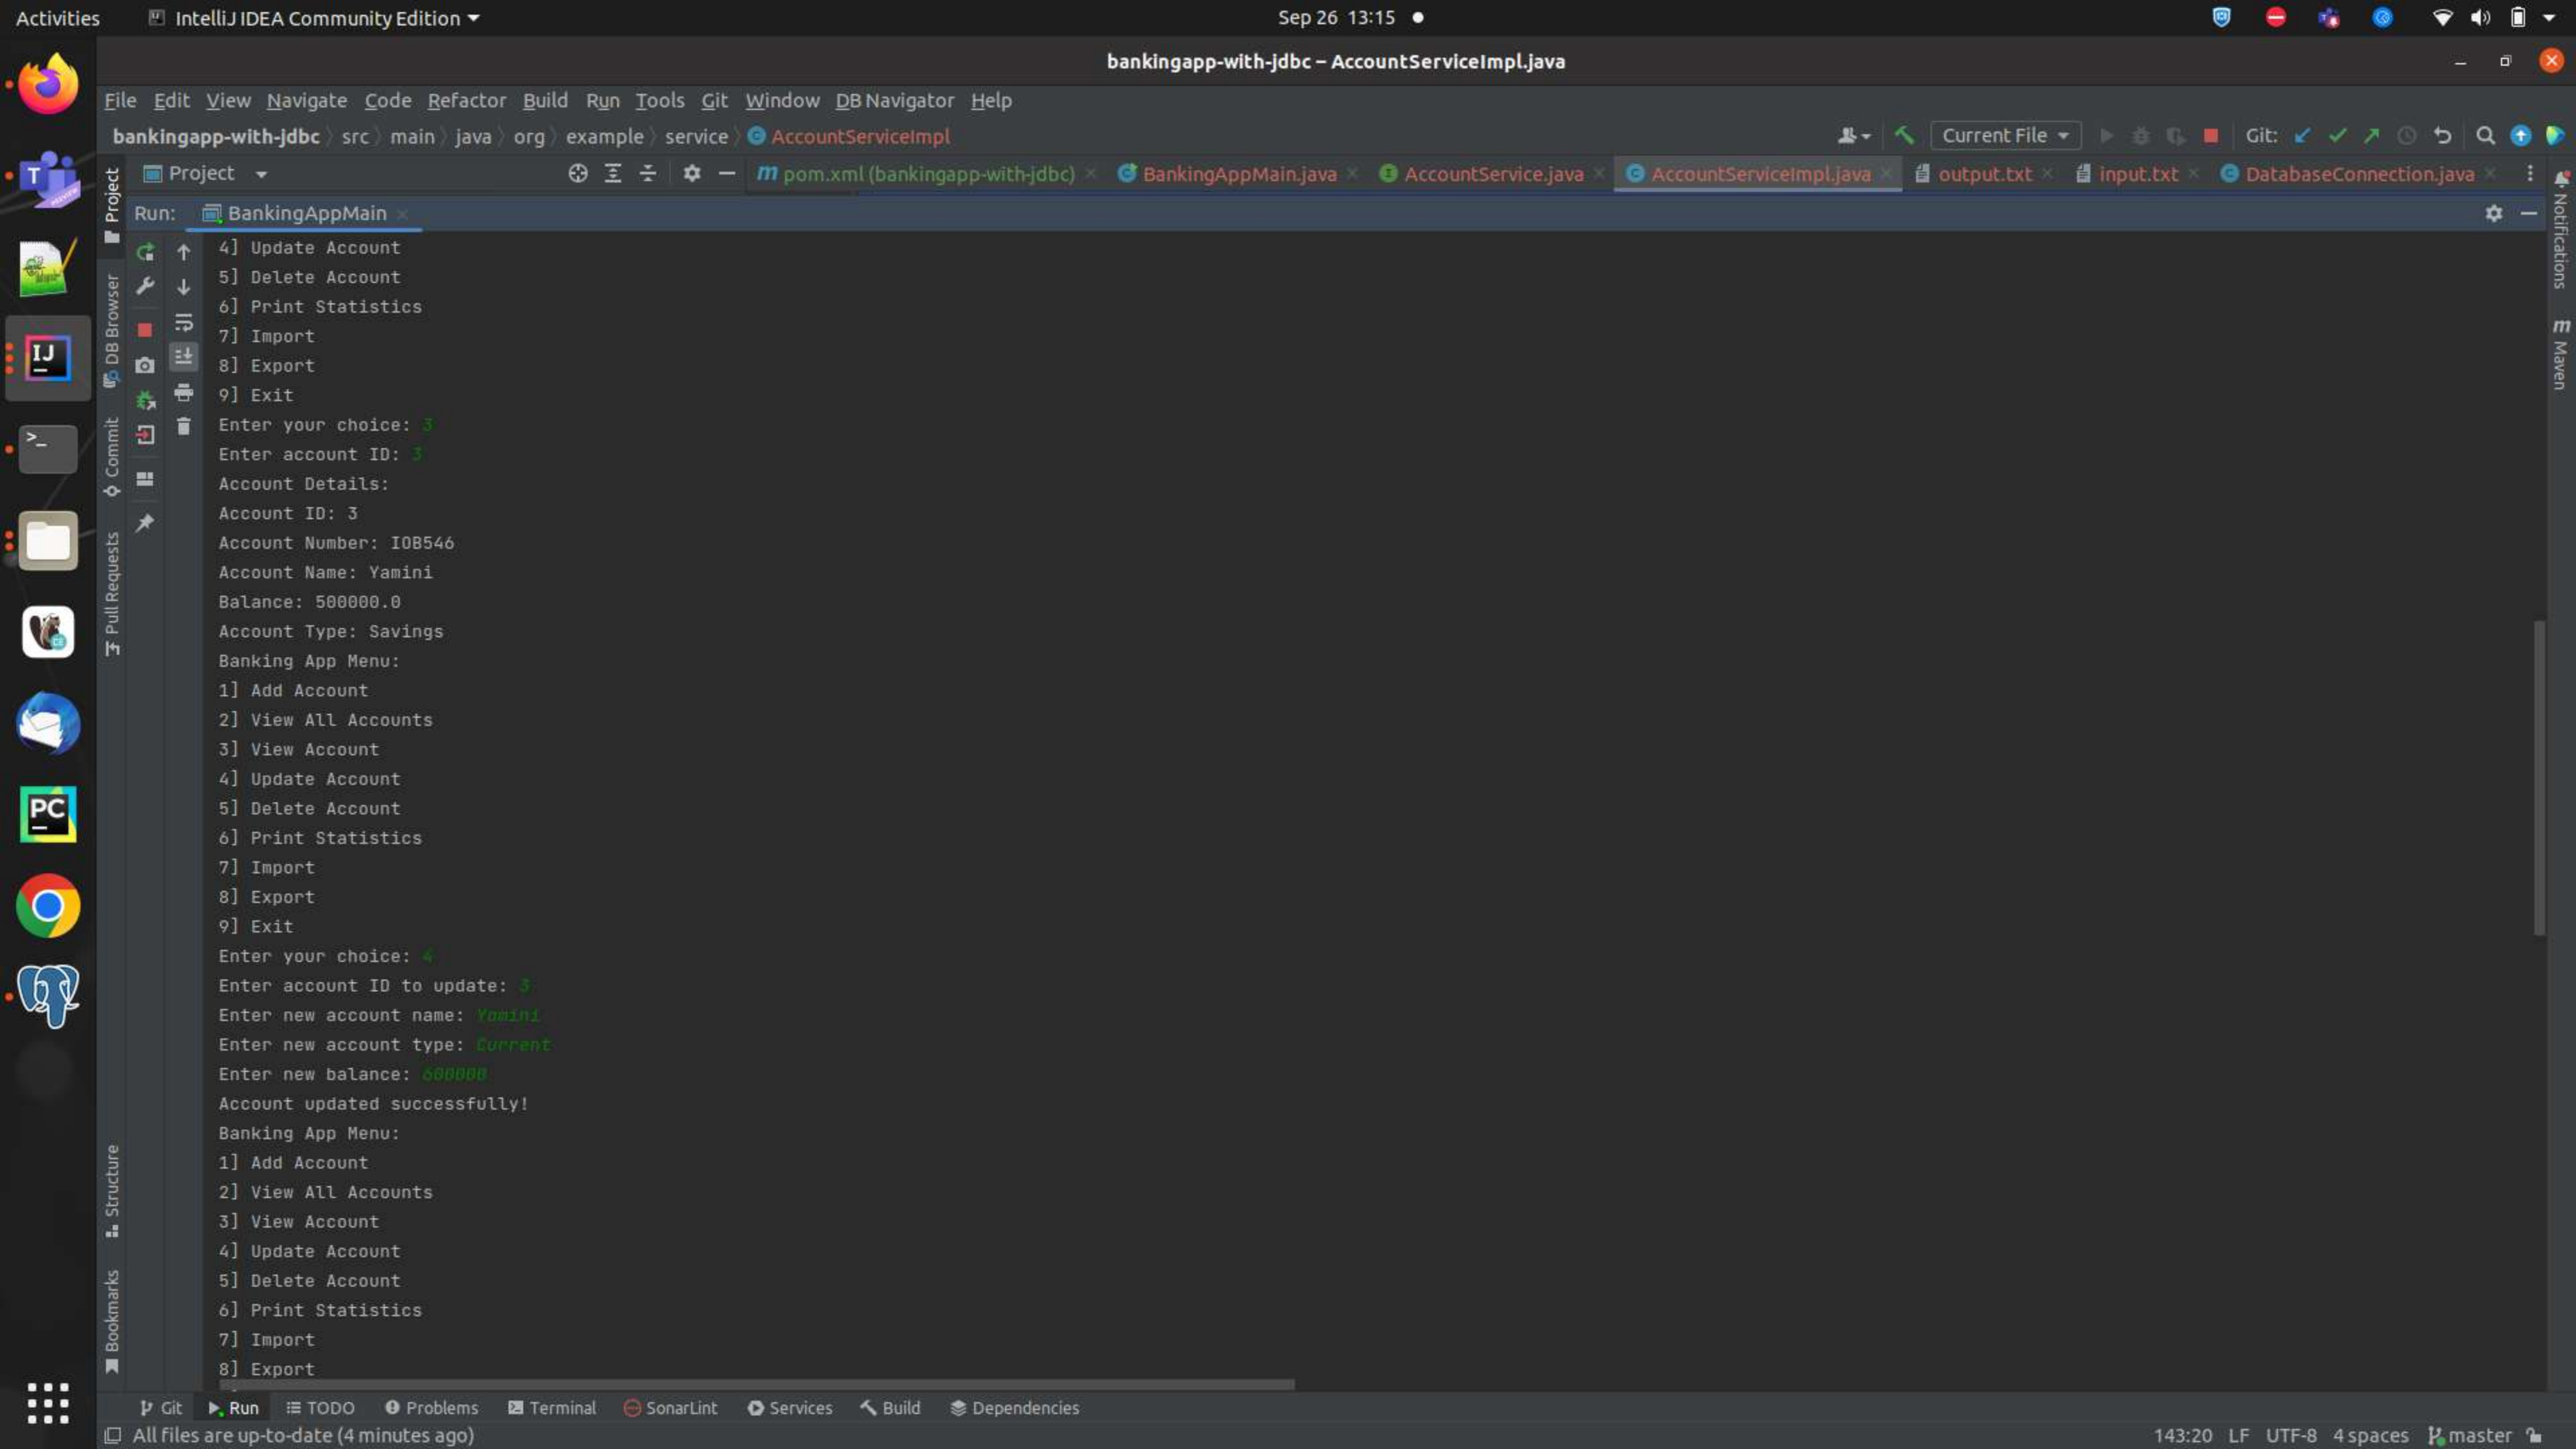 Activities IntelliJ IDEA Community Edition Sep 26 13:15
bankingapp-with-jdbc – AccountServiceImpl.java
File Edit View Navigate Code Refactor Build Run Tools Git Window DB Navigator Help
bankingapp-with-jdbc src main java org example service AccountServiceImpl Current File Git:
Project pom.xml (bankingapp-with-jdbc) BankingAppMain.java AccountService.java AccountServiceImpl.java output.txt input.txt DatabaseConnection.java
Run: BankingAppMain
4] Update Account
5] Delete Account
6] Print Statistics
7] Import
8] Export
9] Exit
Enter your choice: 3
Enter account ID: 3
Account Details:
Account ID: 3
Account Number: IOB546
Account Name: Yamini
Balance: 500000.0
Account Type: Savings
Banking App Menu:
1] Add Account
2] View All Accounts
3] View Account
4] Update Account
5] Delete Account
6] Print Statistics
7] Import
8] Export
9] Exit
Enter your choice: 4
Enter account ID to update: 3
Enter new account name: Yamini
Enter new account type: Current
Enter new balance: 600000
Account updated successfully!
Banking App Menu:
1] Add Account
2] View All Accounts
3] View Account
4] Update Account
5] Delete Account
6] Print Statistics
7] Import
8] Export
Project
DB Browser
Commit
Pull Requests
Structure
Bookmarks
Notifications
Maven
Git Run TODO Problems Terminal SonarLint Services Build Dependencies
All files are up-to-date (4 minutes ago) 143:20 LF UTF-8 4 spaces master